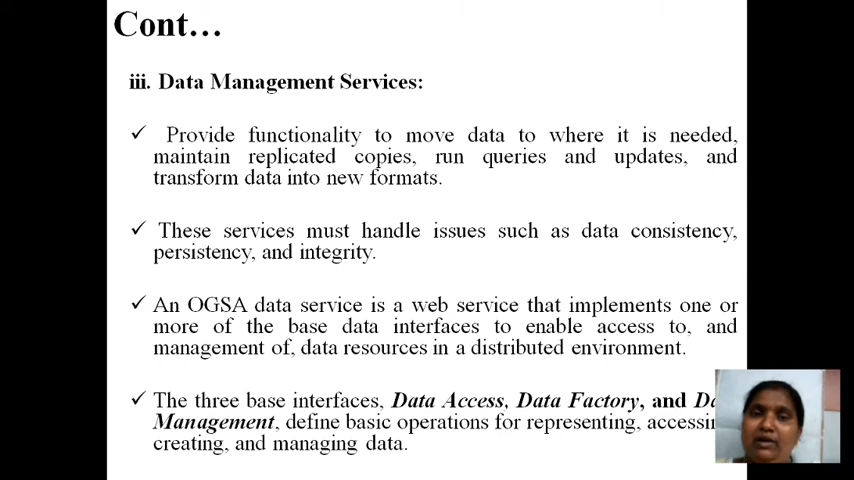 Cont…
iii. Data Management Services:
✓ Provide functionality to move data to where it is needed,
maintain replicated copies, run queries and updates, and
transform data into new formats.
✓ These services must handle issues such as data consistency,
persistency, and integrity.
✓ An OGSA data service is a web service that implements one or
more of the base data interfaces to enable access to, and
management of, data resources in a distributed environment.
✓ The three base interfaces, Data Access, Data Factory, and
Management, define basic operations for representing,
creating, and managing data.